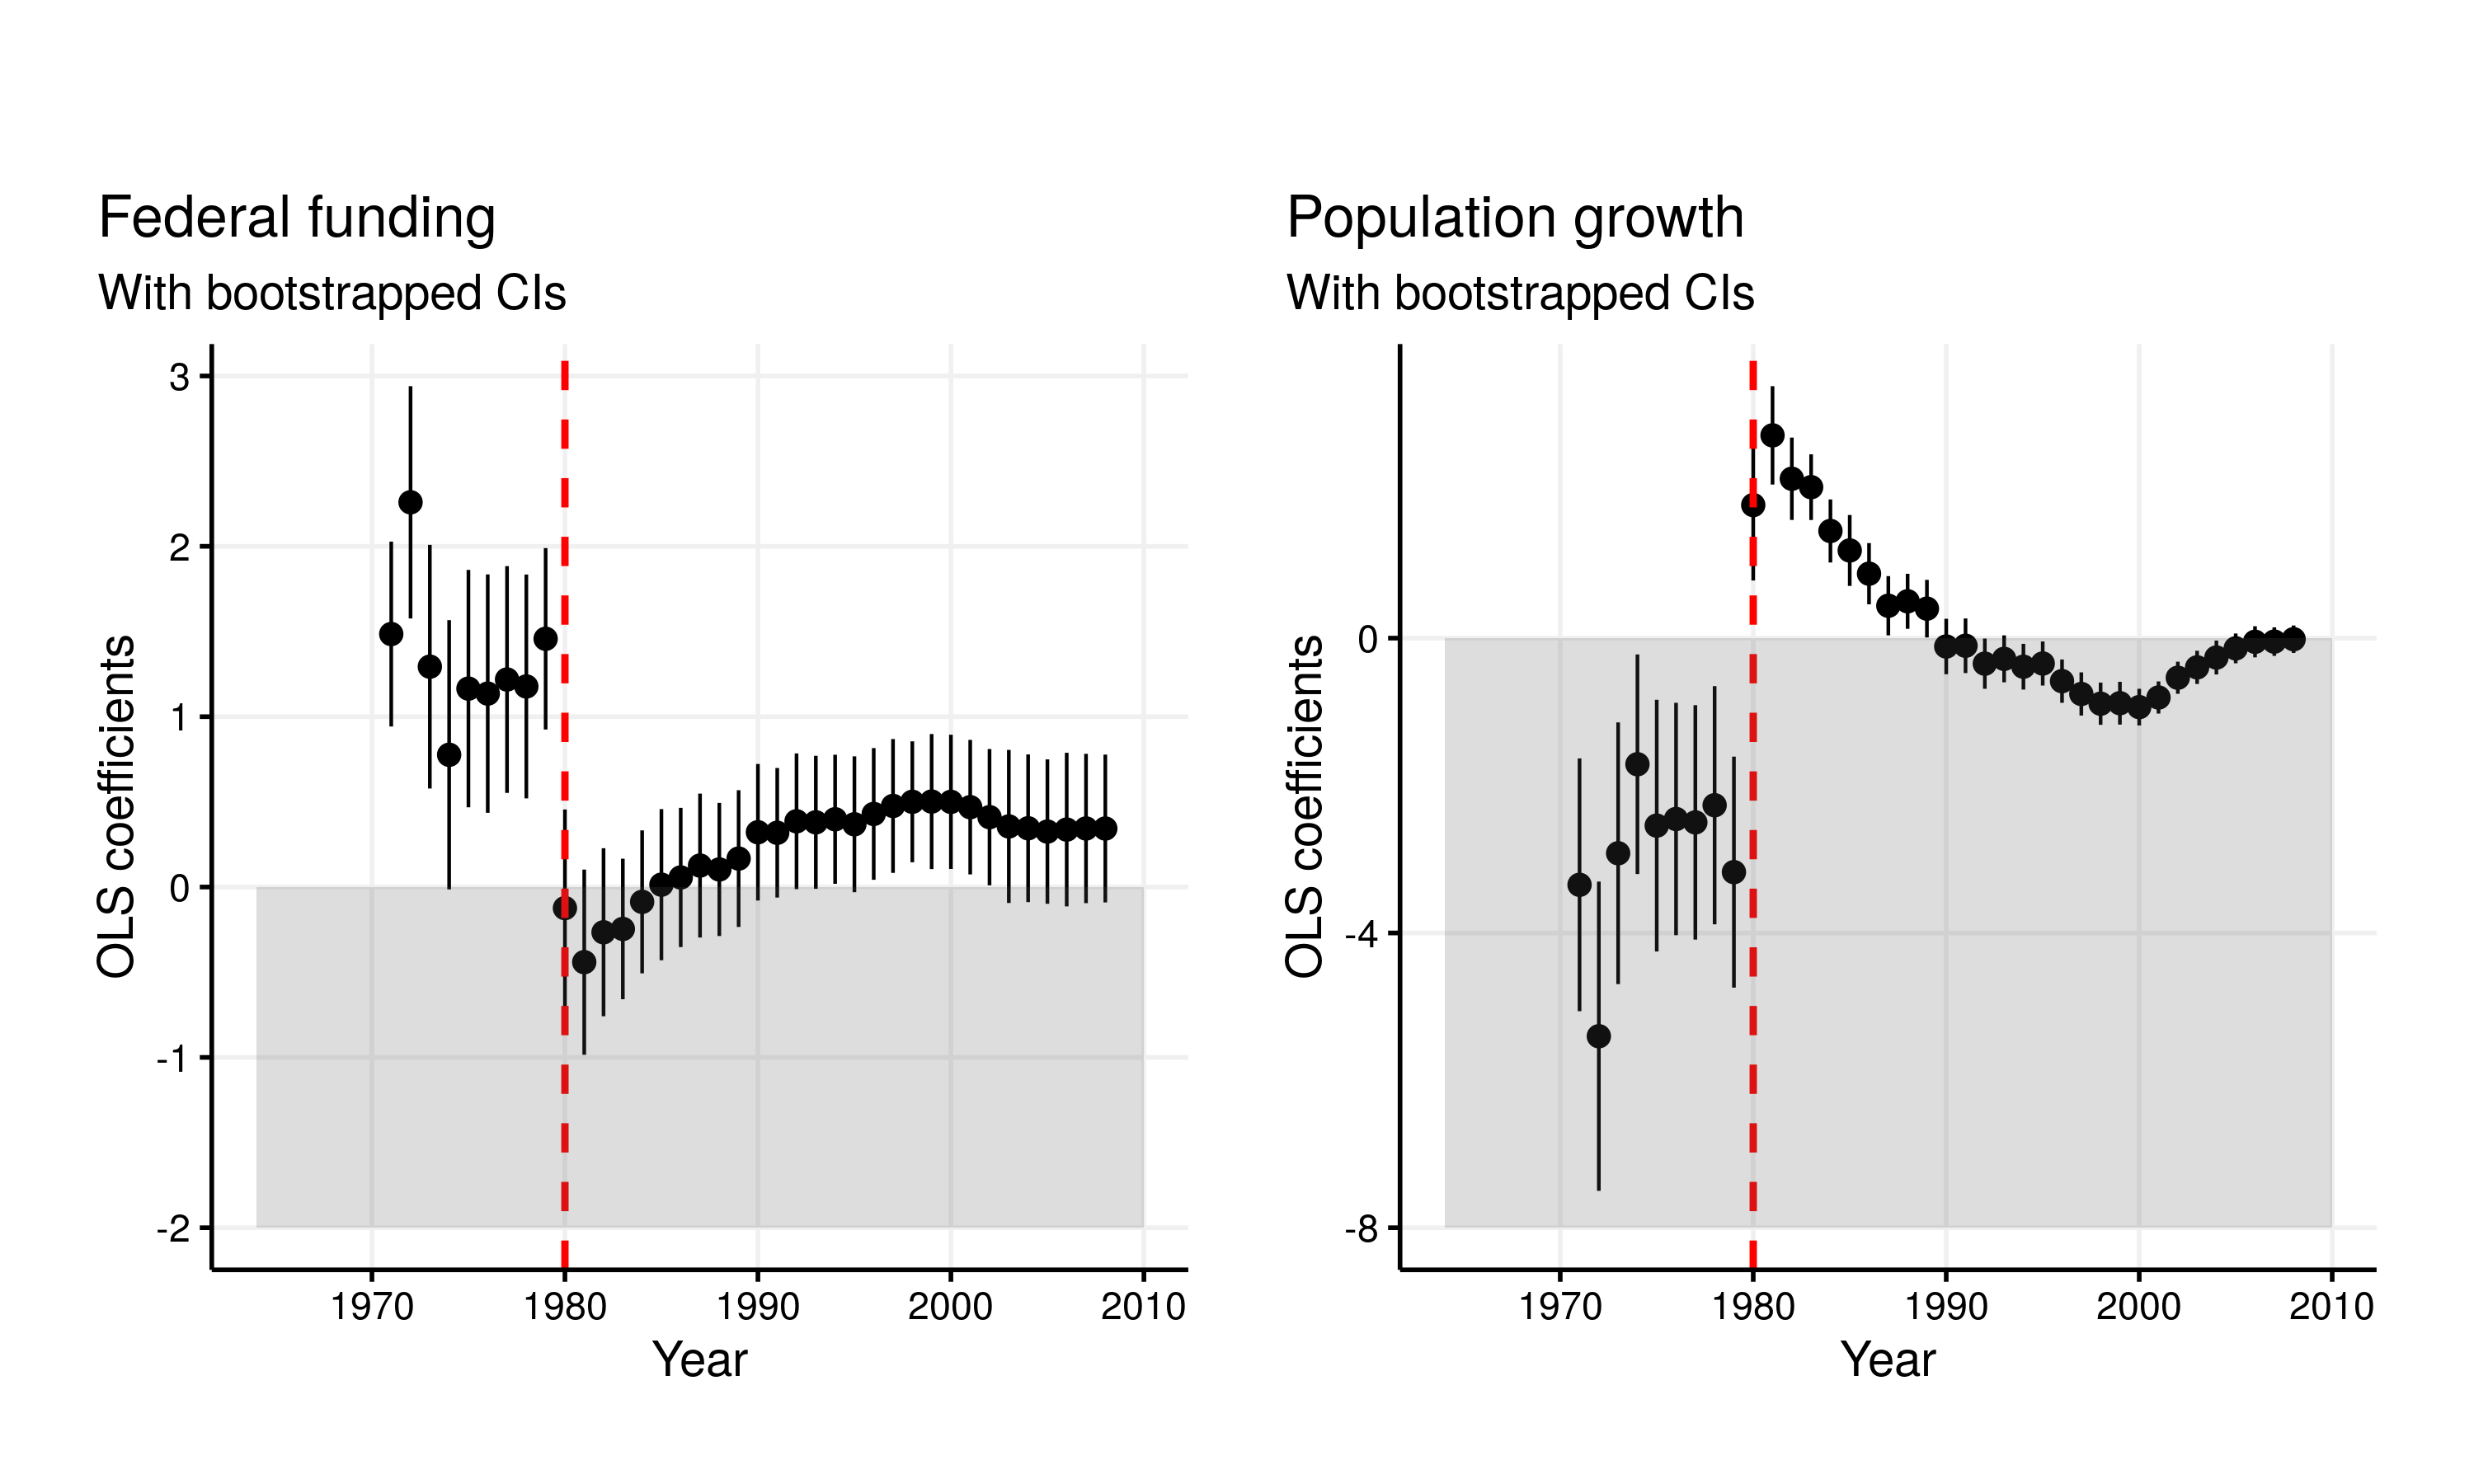 Federal funding
With bootstrapped CIs
OLS coefficients
3
2
1
0
-1
-2
1970 1980 1990 2000 2010
Year
Population growth
With bootstrapped CIs
OLS coefficients
0
-4
-8
1970 1980 1990 2000 2010
Year